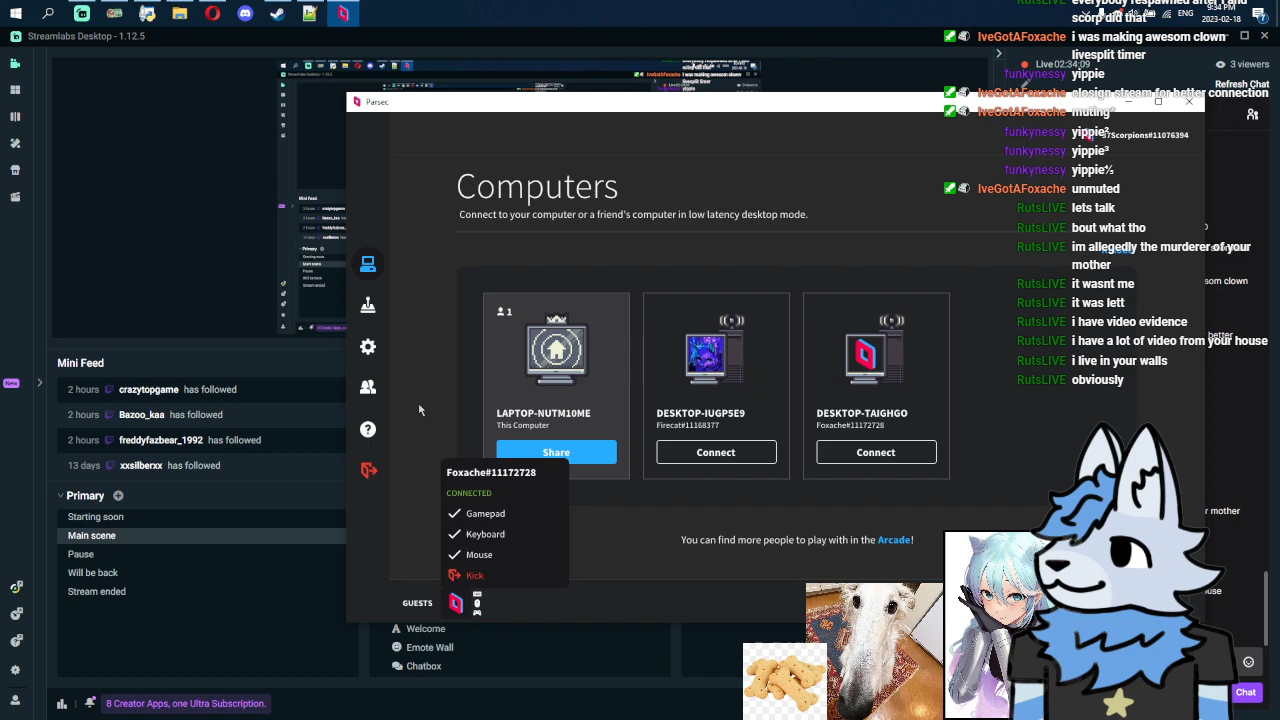 everybody bgaming after i and
scorp did that
9:34 PM
ENG
2023-02-18
Streamlabs Desktop - 1.12.5
IveGotAFoxache i was making awesom clown
livesplit timer
Live 02:34:09
3 viewers
funkynessy yippie
Refresh Chat
IveGotAFoxache closign stream for better connection
Parsec
IveGotAFoxache muting*
funkynessy yippie²
37Scorpions#11076394
funkynessy yippie³
funkynessy yippie⅘
IveGotAFoxache unmuted
RutsLIVE lets talk
RutsLIVE bout what tho
RutsLIVE im allegedly the murderer of your
mother
RutsLIVE it wasnt me
RutsLIVE it was lett
RutsLIVE i have video evidence
RutsLIVE i have a lot of video from your house
RutsLIVE i live in your walls
RutsLIVE obviously
Computers
Connect to your computer or a friend's computer in low latency desktop mode.
1
LAPTOP-NUTM10ME
This Computer
Share
DESKTOP-IUGP5E9
Firecat#11168377
Connect
DESKTOP-TAIGHGO
Foxache#11172728
Connect
Foxache#11172728
CONNECTED
Gamepad
Keyboard
Mouse
Kick
You can find more people to play with in the Arcade!
GUESTS
Mini Feed
New
2 hours crazytopgame has followed
2 hours Bazoo_kaa has followed
2 hours freddyfazbear_1992 has followed
13 days xxsilberxx has followed
Primary
Starting soon
Main scene
Pause
Will be back
Stream ended
Welcome
Emote Wall
Chatbox
8 Creator Apps, one Ultra Subscription.
Chat